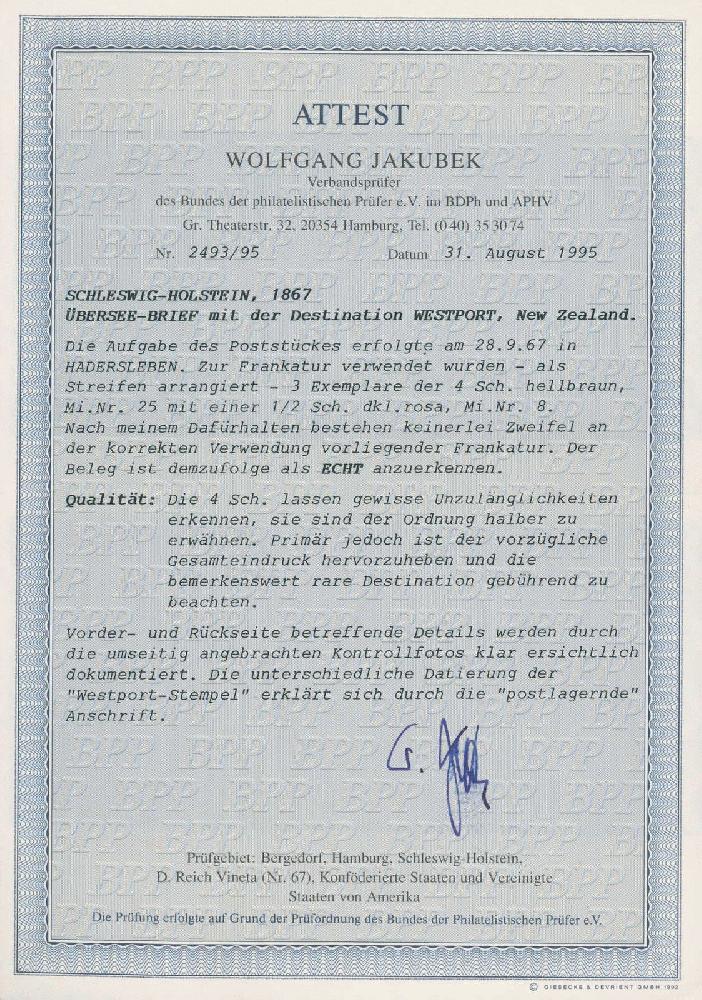 ATTEST
WOLFGANG JAKUBEK
Verbandsprüfer
des Bundes der philatelistischen Prüfer e.V. im BDPh und APHV
Gr. Theaterstr. 32, 20354 Hamburg, Tel. (0 40) 35 30 74
Nr. 2493/95 Datum 31. August 1995
SCHLESWIG-HOLSTEIN, 1867
ÜBERSEE-BRIEF mit der Destination WESTPORT, New Zealand.
Die Aufgabe des Poststückes erfolgte am 28.9.67 in
HADERSLEBEN. Zur Frankatur verwendet wurden - als
Streifen arrangiert - 3 Exemplare der 4 Sch. hellbraun,
Mi.Nr. 25 mit einer 1/2 Sch. dkl.rosa, Mi.Nr. 8.
Nach meinem Dafürhalten bestehen keinerlei Zweifel an
der korrekten Verwendung vorliegender Frankatur. Der
Beleg ist demzufolge als ECHT anzuerkennen.
Qualität: Die 4 Sch. lassen gewisse Unzulänglichkeiten
erkennen, sie sind der Ordnung halber zu
erwähnen. Primär jedoch ist der vorzügliche
Gesamteindruck hervorzuheben und die
bemerkenswert rare Destination gebührend zu
beachten.
Vorder- und Rückseite betreffende Details werden durch
die umseitig angebrachten Kontrollfotos klar ersichtlich
dokumentiert. Die unterschiedliche Datierung der
"Westport-Stempel" erklärt sich durch die "postlagernde"
Anschrift.
Prüfgebiet: Bergedorf, Hamburg, Schleswig-Holstein,
D. Reich Vineta (Nr. 67), Konföderierte Staaten und Vereinigte
Staaten von Amerika
Die Prüfung erfolgte auf Grund der Prüfordnung des Bundes der Philatelistischen Prüfer e.V.
© GIESECKE & DEVRIENT GMBH